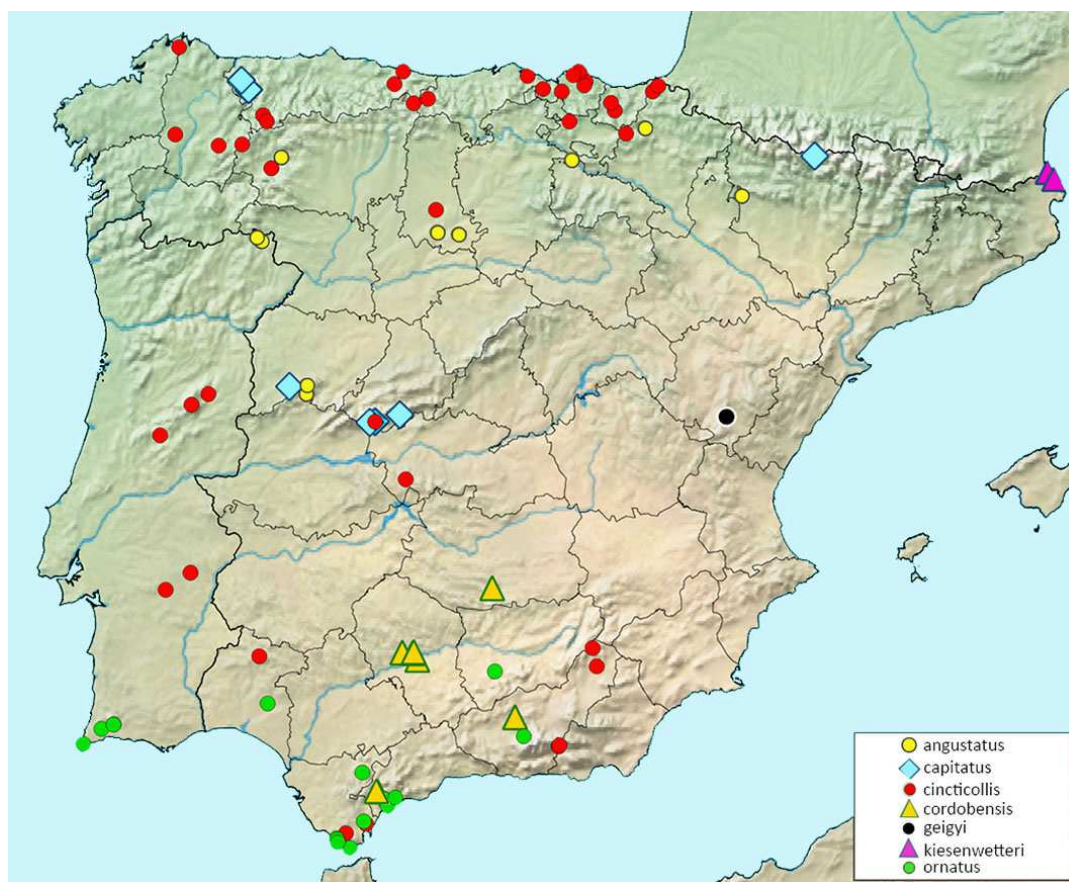 angustatus
capitatus
cincticollis
cordobensis
geigyi
kiesenwetteri
ornatus